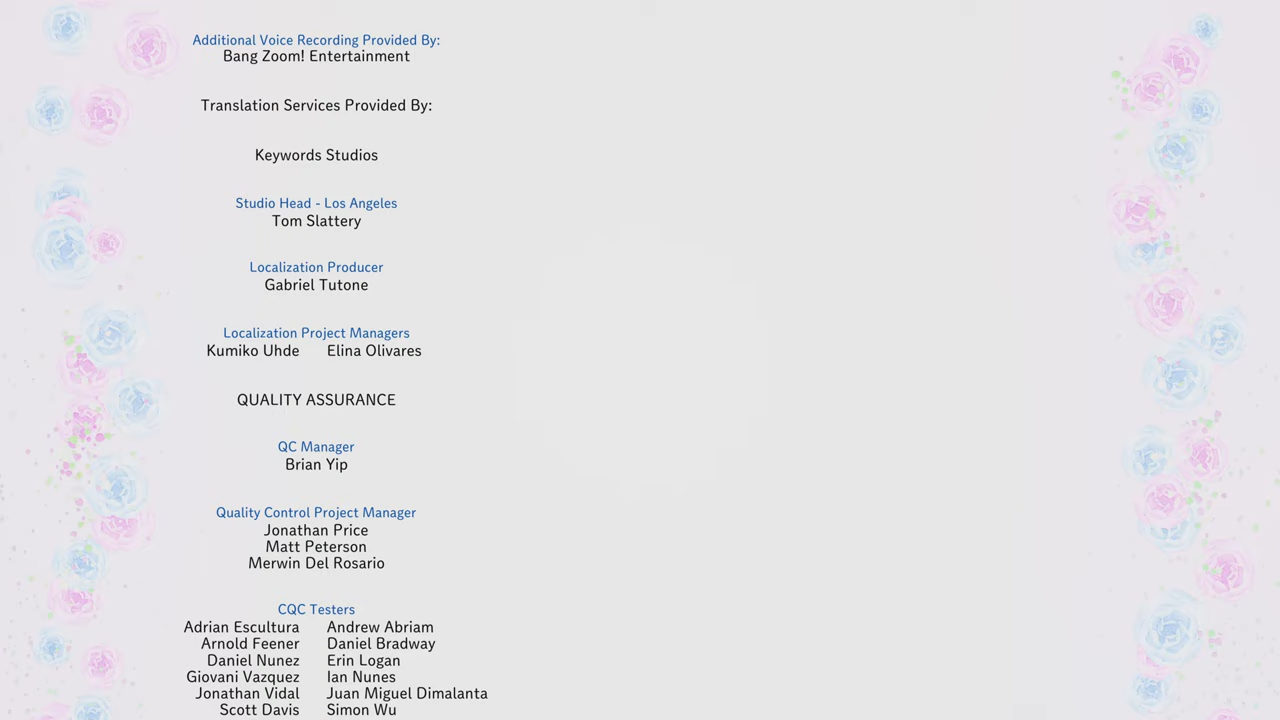 Additional Voice Recording Provided By:
Bang Zoom! Entertainment
Translation Services Provided By:
Keywords Studios
Studio Head - Los Angeles
Tom Slattery
Localization Producer
Gabriel Tutone
Localization Project Managers
Kumiko Uhde Elina Olivares
QUALITY ASSURANCE
QC Manager
Brian Yip
Quality Control Project Manager
Jonathan Price
Matt Peterson
Merwin Del Rosario
CQC Testers
Adrian Escultura Andrew Abriam
Arnold Feener Daniel Bradway
Daniel Nunez Erin Logan
Giovani Vazquez Ian Nunes
Jonathan Vidal Juan Miguel Dimalanta
Scott Davis Simon Wu